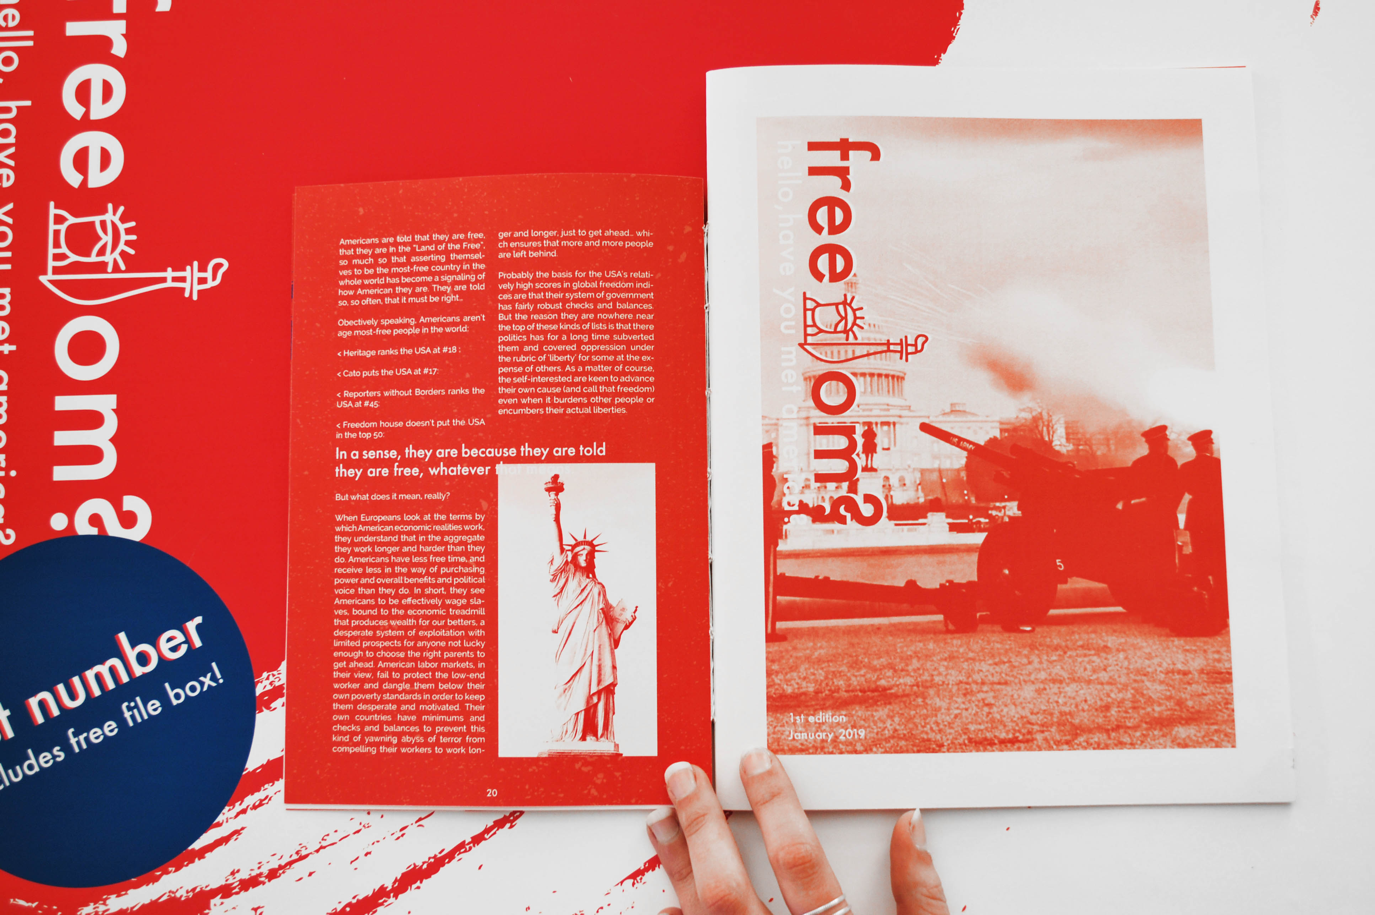 free
om?
hello, have you met america?
number
ludes free file box!
Americans are told that they are free,
that they are in the "Land of the Free",
so much so that asserting themsel-
ves to be the most-free country in the
whole world has become a signaling of
how American they are. They are told
so, so often, that it must be right...
Obectively speaking, Americans aren't
age most-free people in the world:
< Heritage ranks the USA at #18 :
< Cato puts the USA at #17:
< Reporters without Borders ranks the
USA at #45:
< Freedom house doesn't put the USA
in the top 50:
In a sense, they are because they are told
they are free, whatever that means.
But what does it mean, really?
When Europeans look at the terms by
which American economic realities work,
they understand that in the aggregate
they work longer and harder than they
do. Americans have less free time, and
receive less in the way of purchasing
power and overall benefits and political
voice than they do. In short, they see
Americans to be effectively wage sla-
ves, bound to the economic treadmill
that produces wealth for our betters, a
desperate system of exploitation with
limited prospects for anyone not lucky
enough to choose the right parents to
get ahead. American labor markets, in
their view, fail to protect the low-end
worker and dangle them below their
own poverty standards in order to keep
them desperate and motivated. Their
own countries have minimums and
checks and balances to prevent this
kind of yawning abyss of terror from
compelling their workers to work lon-
ger and longer, just to get ahead... whi-
ch ensures that more and more people
are left behind.
Probably the basis for the USA's relati-
vely high scores in global freedom indi-
ces are that their system of government
has fairly robust checks and balances.
But the reason they are nowhere near
the top of these kinds of lists is that there
politics has for a long time subverted
them and covered oppression under
the rubric of 'liberty' for some at the ex-
pense of others. As a matter of course,
the self-interested are keen to advance
their own cause (and call that freedom)
even when it burdens other people or
encumbers their actual liberties.
20
free
om?
hello, have you met america?
5
1st edition
January 2019